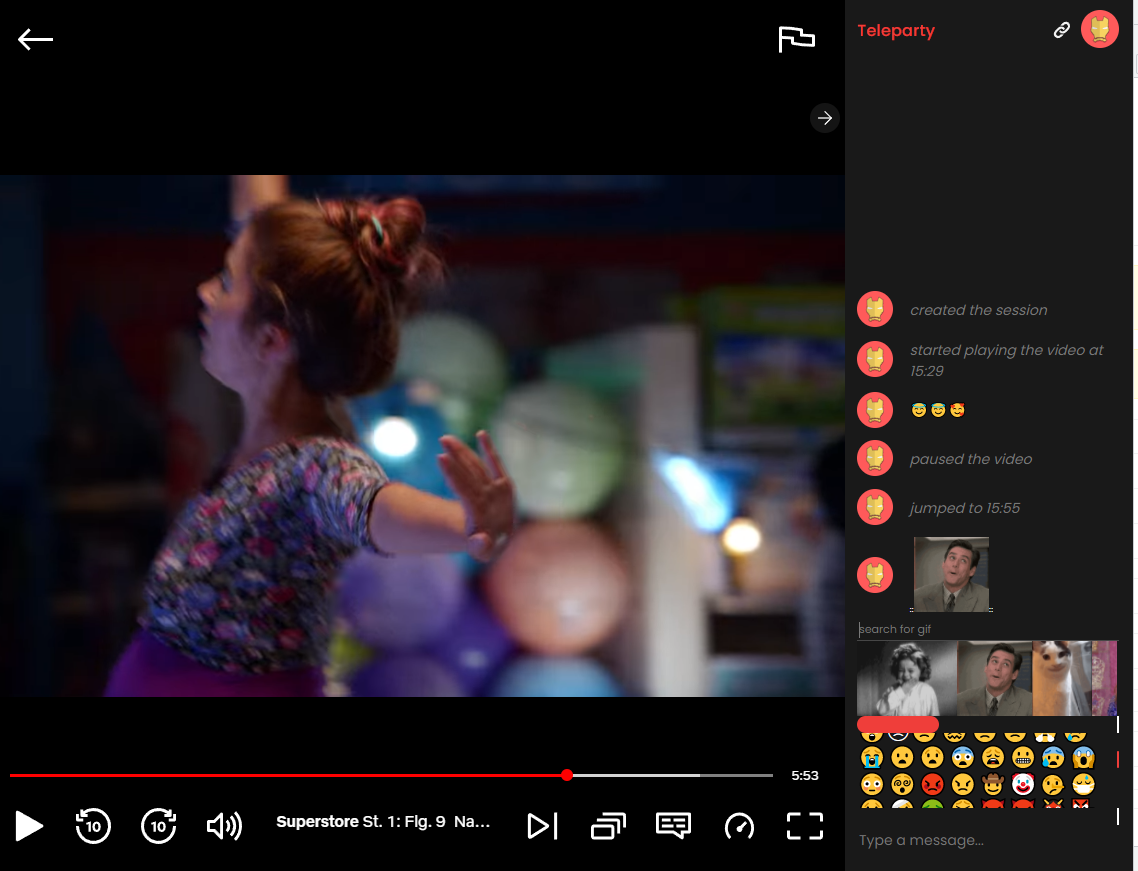 Teleparty
created the session
started playing the video at
15:29
paused the video
jumped to 15:55
search for gif
5:53
10
10
Superstore St. 1: Flg. 9 Na...
Type a message...